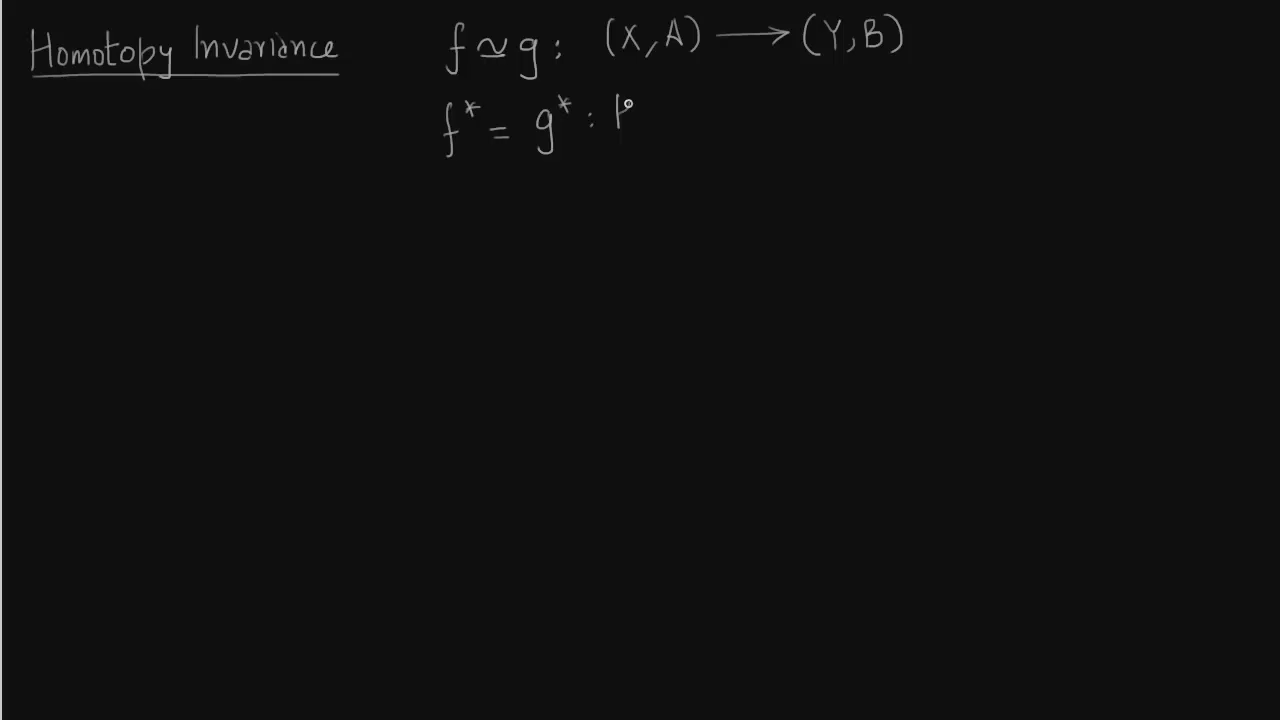 Homotopy Invariance
f ≃ g : (X, A) ⟶ (Y, B)
f* = g* :